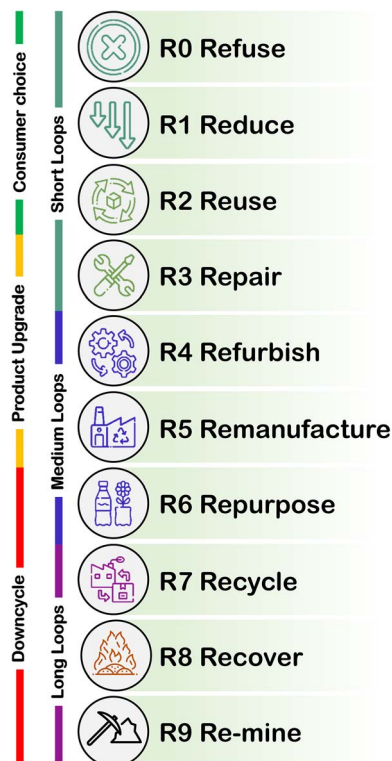 Consumer choice
Product Upgrade
Downcycle
Short Loops
Medium Loops
Long Loops
R0 Refuse
R1 Reduce
R2 Reuse
R3 Repair
R4 Refurbish
R5 Remanufacture
R6 Repurpose
R7 Recycle
R8 Recover
R9 Re-mine